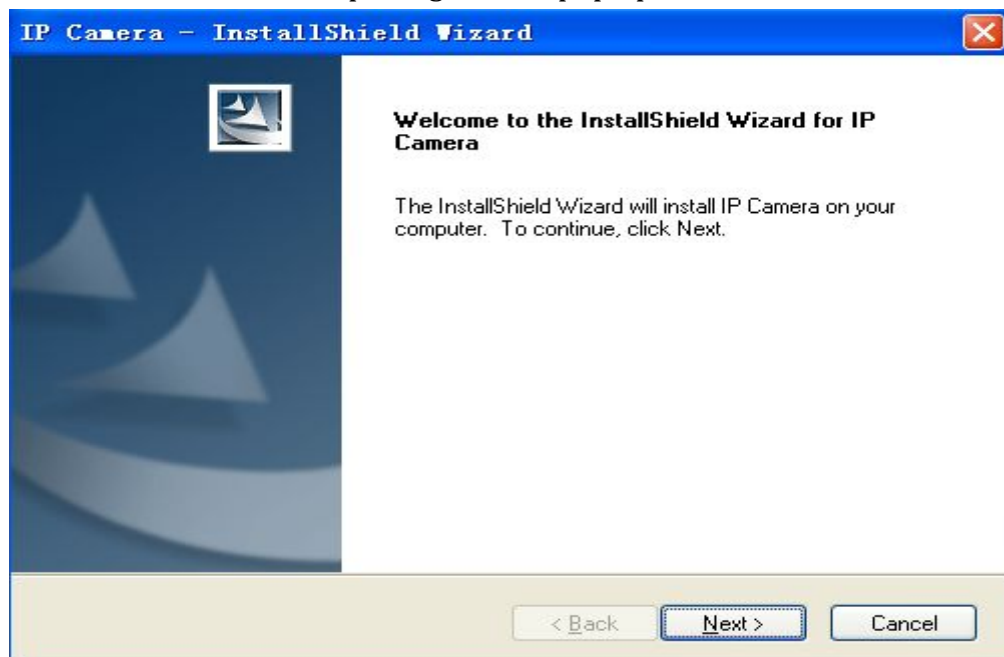 IP Camera - InstallShield Wizard
Welcome to the InstallShield Wizard for IP
Camera
The InstallShield Wizard will install IP Camera on your
computer. To continue, click Next.
< Back
Next >
Cancel